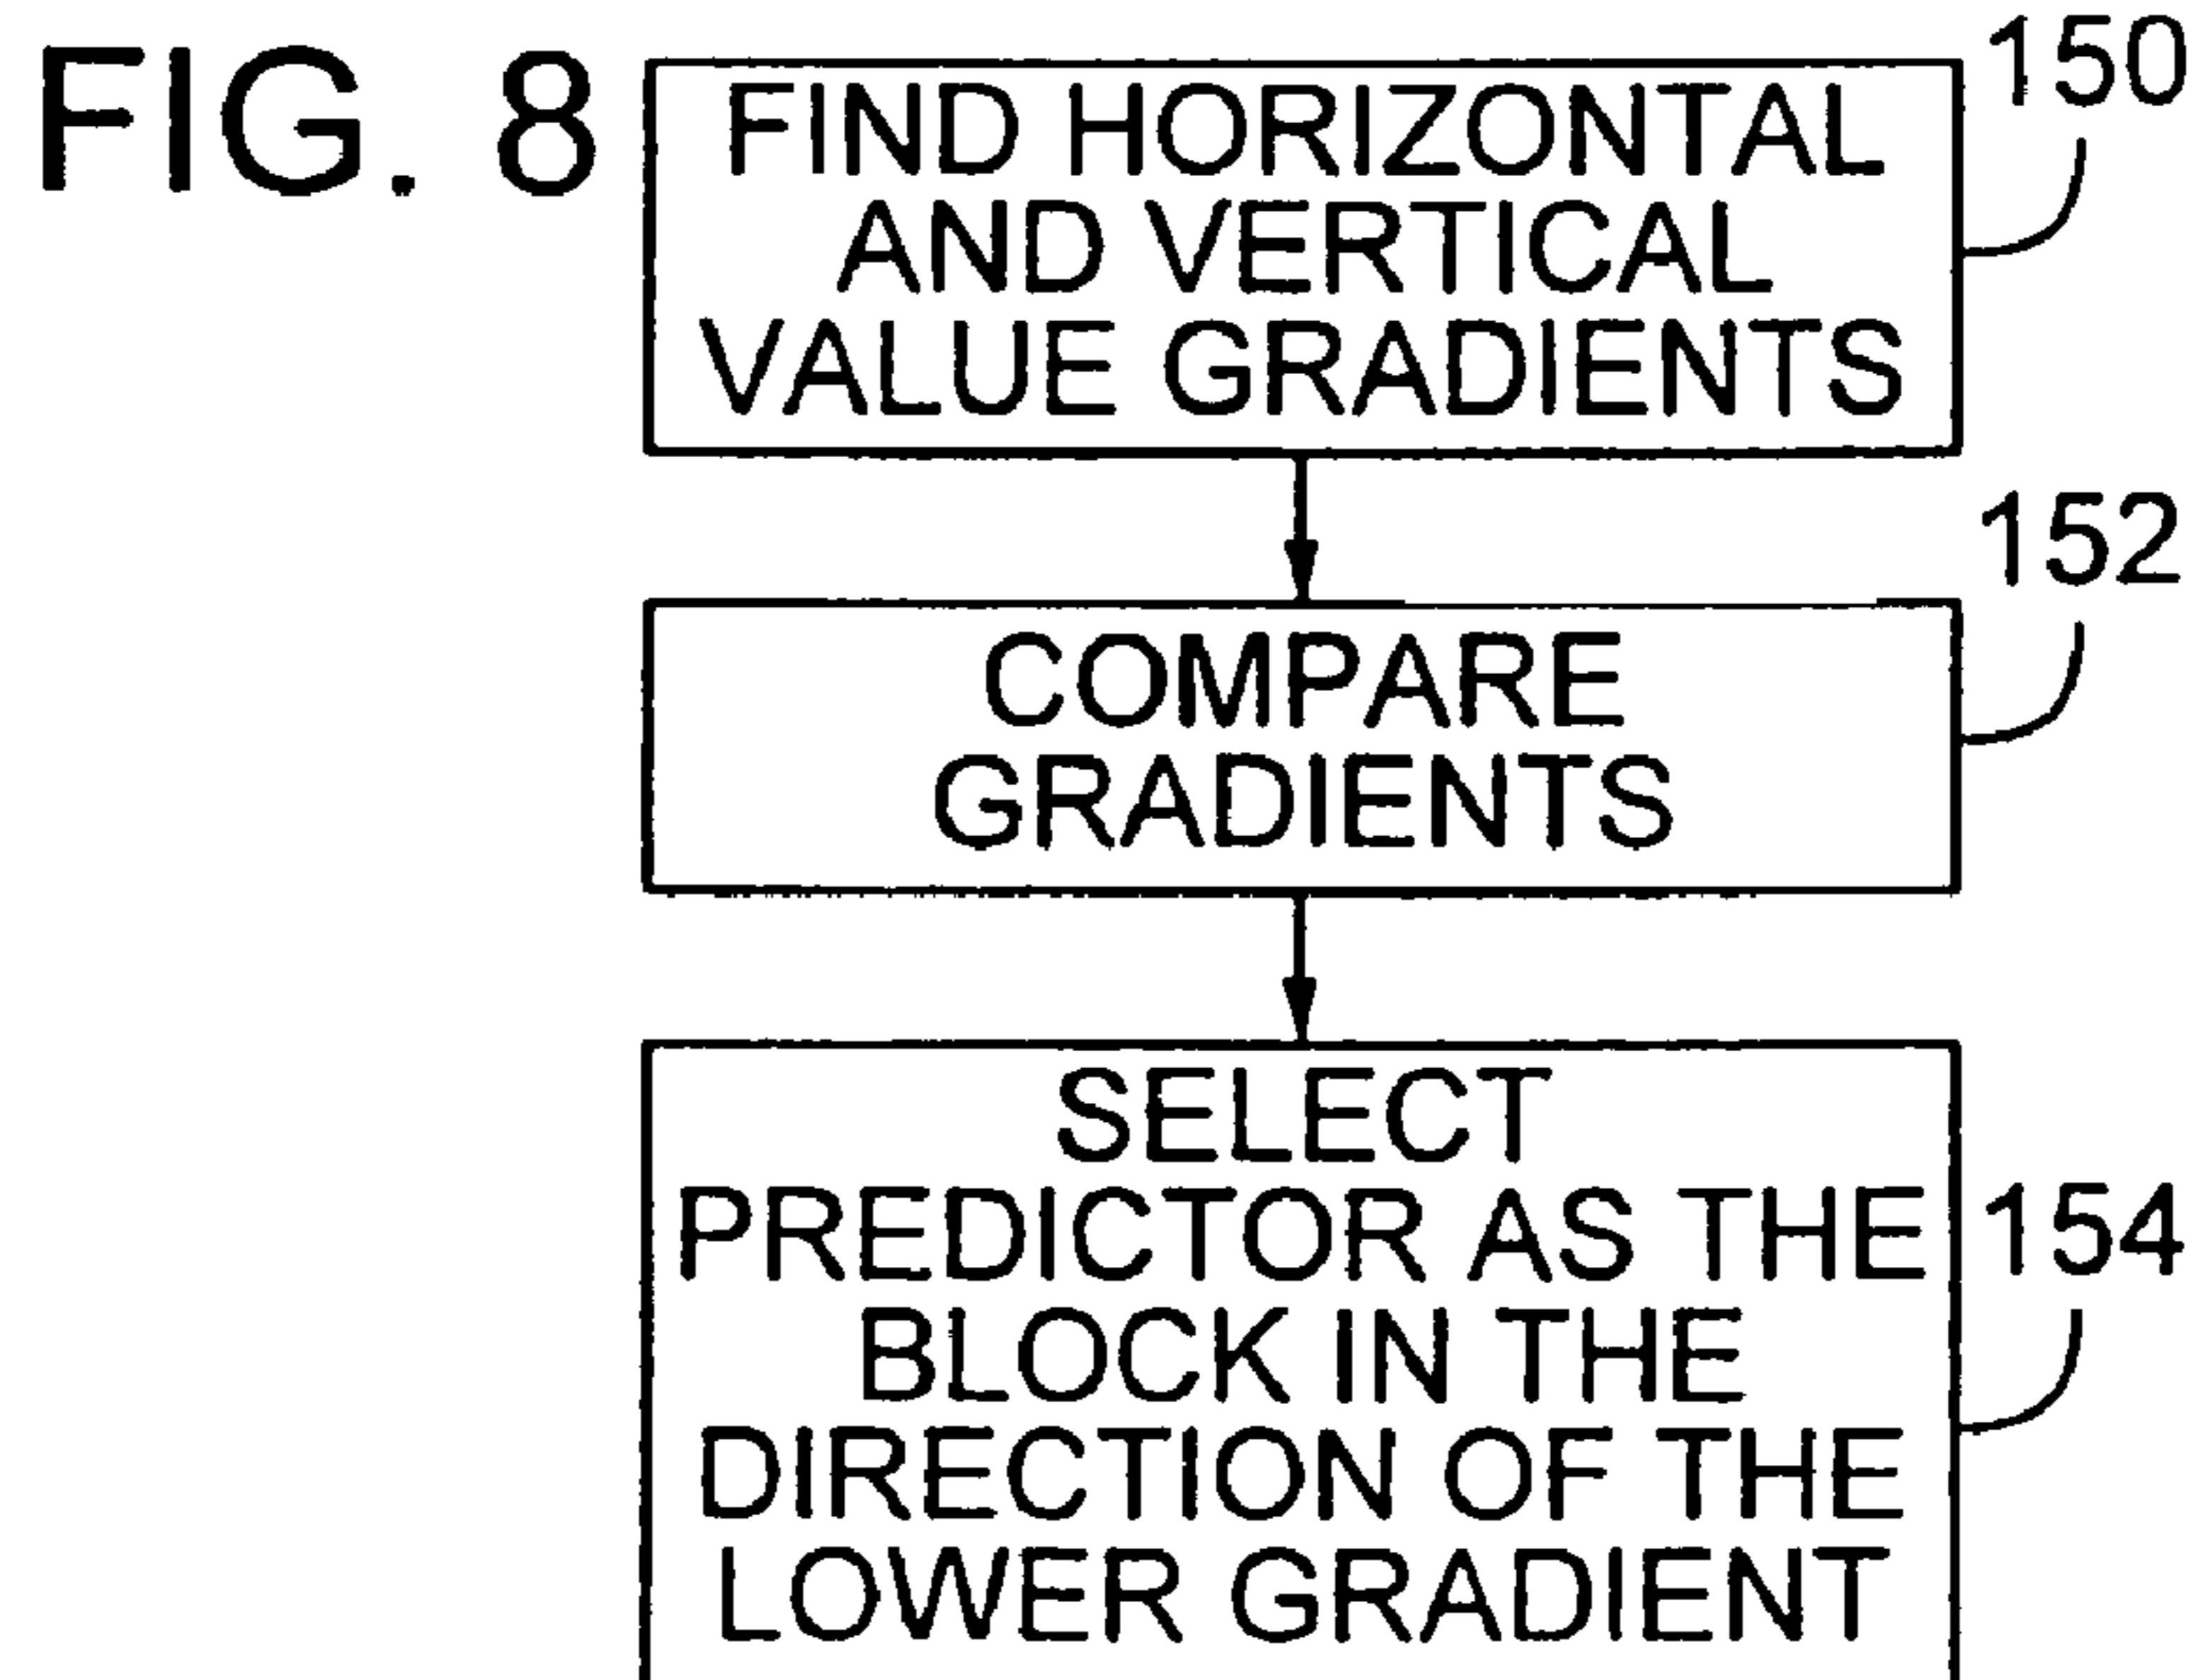 FIG. 8
FIND HORIZONTAL
AND VERTICAL
VALUE GRADIENTS
150
COMPARE
GRADIENTS
152
SELECT
PREDICTOR AS THE
BLOCK IN THE
DIRECTION OF THE
LOWER GRADIENT
154